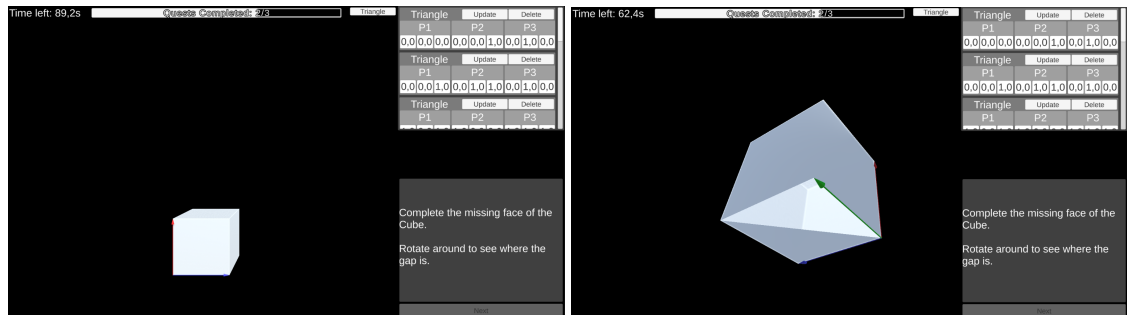 Time left: 89,2s
Quests Completed: 2/3
Triangle
Triangle Update Delete
P1 P2 P3
0,0 0,0 0,0 0,0 0,0 1,0 0,0 1,0 0,0
Triangle Update Delete
P1 P2 P3
0,0 0,0 1,0 0,0 1,0 1,0 0,0 1,0 0,0
Triangle Update Delete
P1 P2 P3
Complete the missing face of the
Cube.
Rotate around to see where the
gap is.
Next
Time left: 62,4s
Quests Completed: 2/3
Triangle
Triangle Update Delete
P1 P2 P3
0,0 0,0 0,0 0,0 0,0 1,0 0,0 1,0 0,0
Triangle Update Delete
P1 P2 P3
0,0 0,0 1,0 0,0 1,0 1,0 0,0 1,0 0,0
Triangle Update Delete
P1 P2 P3
Complete the missing face of the
Cube.
Rotate around to see where the
gap is.
Next